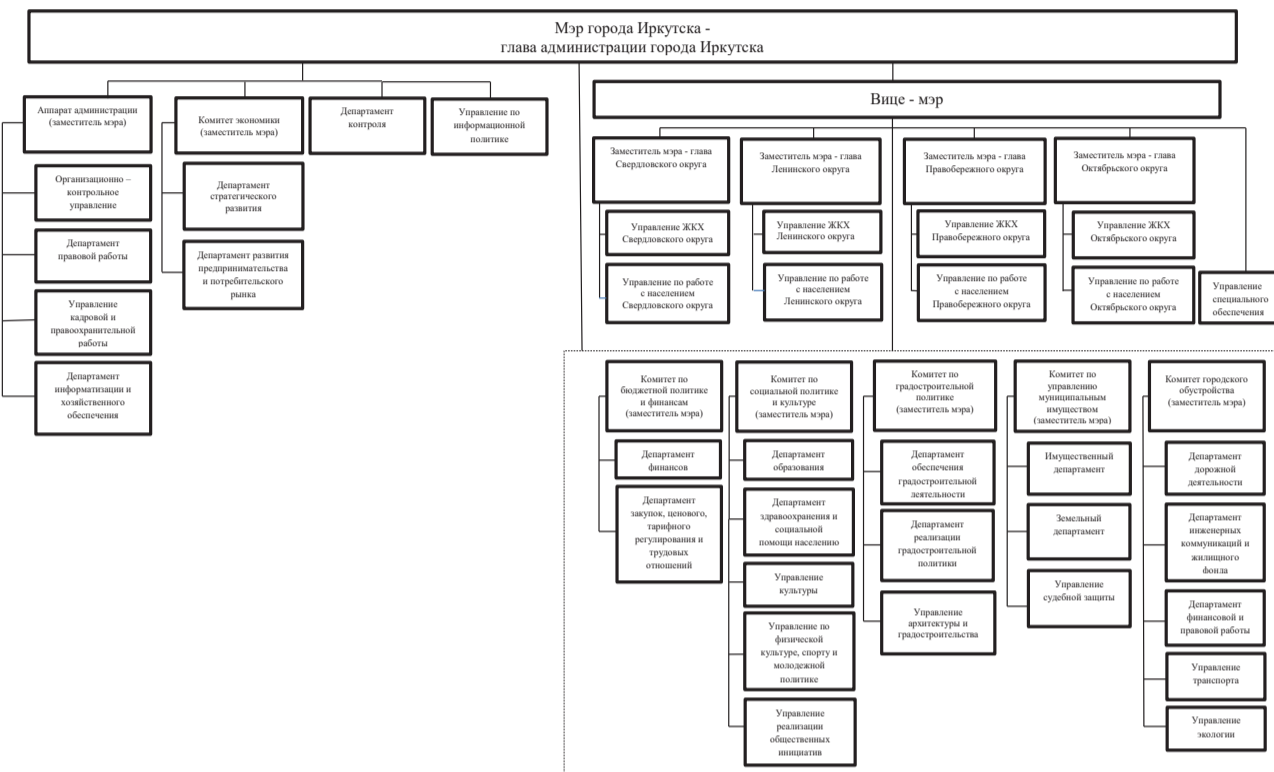 Мэр города Иркутска -
глава администрации города Иркутска
Вице - мэр
Аппарат администрации
(заместитель мэра)
Организационно –
контрольное
управление
Департамент
правовой работы
Управление
кадровой и
правоохранительной
работы
Департамент
информатизации и
хозяйственного
обеспечения
Комитет экономики
(заместитель мэра)
Департамент
стратегического
развития
Департамент развития
предпринимательства
и потребительского
рынка
Департамент
контроля
Управление по
информационной
политике
Заместитель мэра - глава
Свердловского округа
Управление ЖКХ
Свердловского округа
Управление по работе
с населением
Свердловского округа
Заместитель мэра - глава
Ленинского округа
Управление ЖКХ
Ленинского округа
Управление по работе
с населением
Ленинского округа
Заместитель мэра - глава
Правобережного округа
Управление ЖКХ
Правобережного округа
Управление по работе
с населением
Правобережного округа
Заместитель мэра - глава
Октябрьского округа
Управление ЖКХ
Октябрьского округа
Управление по работе
с населением
Октябрьского округа
Управление
специального
обеспечения
Комитет по
бюджетной политике
и финансам
(заместитель мэра)
Департамент
финансов
Департамент
закупок, ценового,
тарифного
регулирования и
трудовых
отношений
Комитет по
социальной политике
и культуре
(заместитель мэра)
Департамент
образования
Департамент
здравоохранения и
социальной
помощи населению
Управление
культуры
Управление по
физической
культуре, спорту и
молодежной
политике
Управление
реализации
общественных
инициатив
Комитет по
градостроительной
политике
(заместитель мэра)
Департамент
обеспечения
градостроительной
деятельности
Департамент
реализации
градостроительной
политики
Управление
архитектуры и
градостроительства
Комитет по
управлению
муниципальным
имуществом
(заместитель мэра)
Имущественный
департамент
Земельный
департамент
Управление
судебной защиты
Комитет городского
обустройства
(заместитель мэра)
Департамент
дорожной
деятельности
Департамент
инженерных
коммуникаций и
жилищного
фонда
Департамент
финансовой и
правовой работы
Управление
транспорта
Управление
экологии